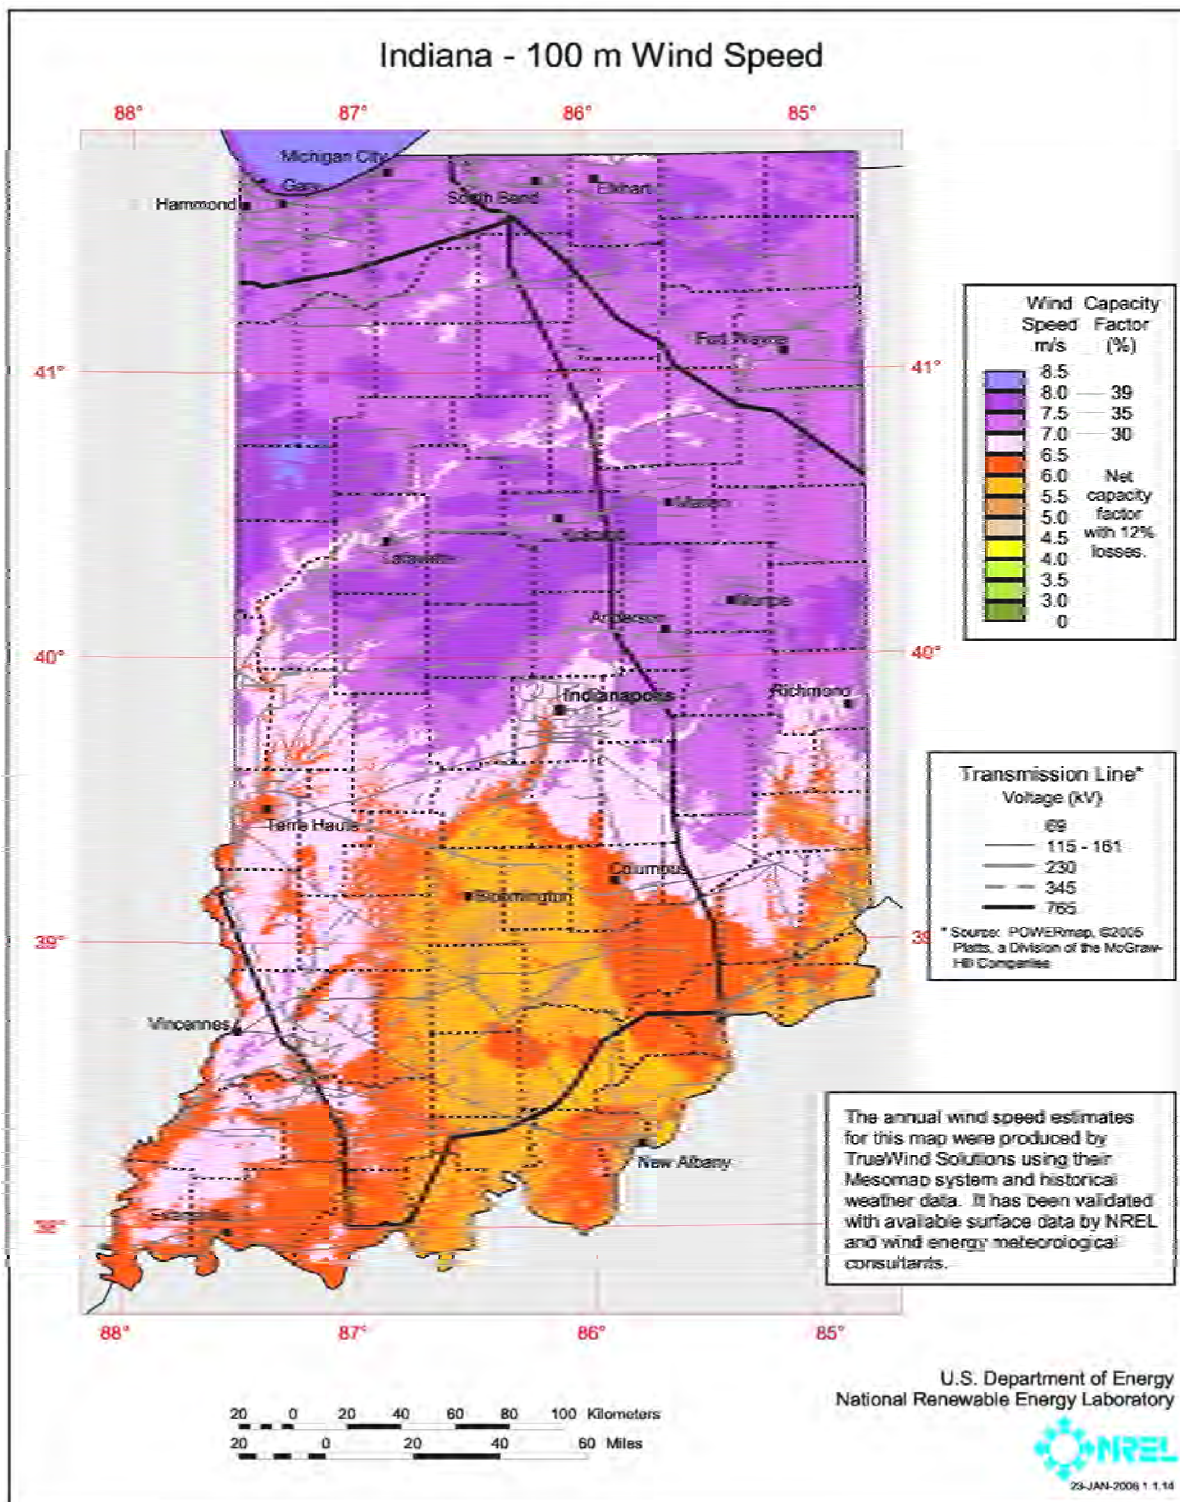 Indiana - 100 m Wind Speed
88°
87°
86°
85°
Michigan City
Gary
South Bend
Elkhart
Hammond
Fort Wayne
41°
41°
Marion
Kokomo
Lafayette
Muncie
Anderson
40°
40°
Indianapolis
Richmond
Terre Haute
Columbus
Bloomington
39°
Vincennes
New Albany
88°
87°
86°
85°
Wind Capacity
Speed Factor
m/s (%)
8.5
8.0 39
7.5 35
7.0 30
6.5
6.0 Net
5.5 capacity
5.0 factor
4.5 with 12%
4.0 losses.
3.5
3.0
0
Transmission Line*
Voltage (kV)
69
115 - 161
230
345
765
* Source: POWERmap, ©2005
Platts, a Division of the McGraw-
Hill Companies
The annual wind speed estimates
for this map were produced by
TrueWind Solutions using their
Mesomap system and historical
weather data. It has been validated
with available surface data by NREL
and wind energy meteorological
consultants.
U.S. Department of Energy
National Renewable Energy Laboratory
20 0 20 40 60 80 100 Kilometers
20 0 20 40 60 Miles
NREL
23-JAN-2006 1.1.14